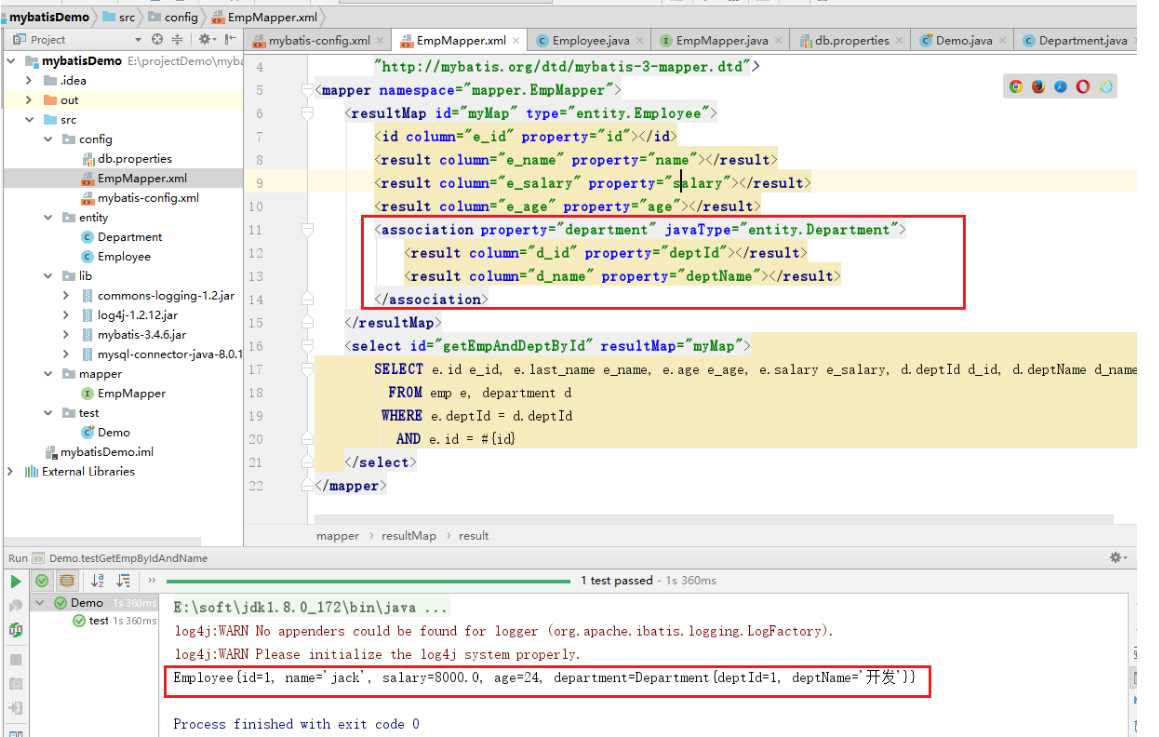 mybatisDemo src config EmpMapper.xml
Project
mybatis-config.xml EmpMapper.xml Employee.java EmpMapper.java db.properties Demo.java Department.java
mybatisDemo E:\projectDemo\myba
.idea
out
src
config
db.properties
EmpMapper.xml
mybatis-config.xml
entity
Department
Employee
lib
commons-logging-1.2.jar
log4j-1.2.12.jar
mybatis-3.4.6.jar
mysql-connector-java-8.0.1
mapper
EmpMapper
test
Demo
mybatisDemo.iml
External Libraries
4 "http://mybatis.org/dtd/mybatis-3-mapper.dtd">
5 <mapper namespace="mapper.EmpMapper">
6 <resultMap id="myMap" type="entity.Employee">
7 <id column="e_id" property="id"></id>
8 <result column="e_name" property="name"></result>
9 <result column="e_salary" property="salary"></result>
10 <result column="e_age" property="age"></result>
11 <association property="department" javaType="entity.Department">
12 <result column="d_id" property="deptId"></result>
13 <result column="d_name" property="deptName"></result>
14 </association>
15 </resultMap>
16 <select id="getEmpAndDeptById" resultMap="myMap">
17 SELECT e.id e_id, e.last_name e_name, e.age e_age, e.salary e_salary, d.deptId d_id, d.deptName d_name
18 FROM emp e, department d
19 WHERE e.deptId = d.deptId
20 AND e.id = #{id}
21 </select>
22 </mapper>
mapper › resultMap › result
Run Demo.testGetEmpByIdAndName
1 test passed - 1s 360ms
Demo 1s 360ms
test 1s 360ms
E:\soft\jdk1.8.0_172\bin\java ...
log4j:WARN No appenders could be found for logger (org.apache.ibatis.logging.LogFactory).
log4j:WARN Please initialize the log4j system properly.
Employee{id=1, name='jack', salary=8000.0, age=24, department=Department{deptId=1, deptName='开发'}}
Process finished with exit code 0